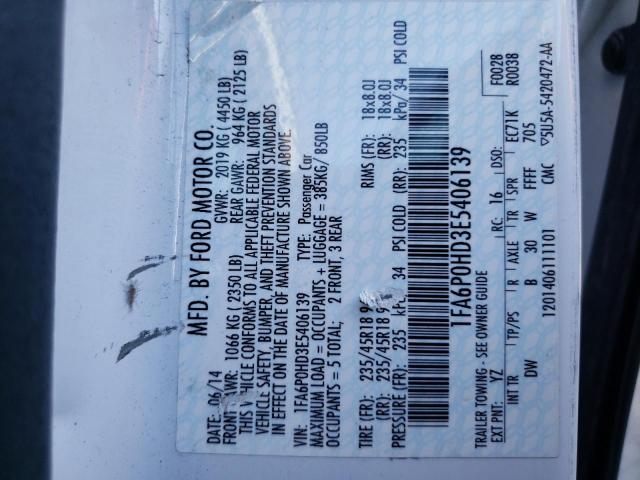 MFD. BY FORD MOTOR CO.
DATE: 06/14 GVWR: 2019 KG ( 4450 LB)
FRONT GAWR: 1066 KG ( 2350 LB) REAR GAWR: 964 KG ( 2125 LB)
THIS VEHICLE CONFORMS TO ALL APPLICABLE FEDERAL MOTOR
VEHICLE SAFETY, BUMPER, AND THEFT PREVENTION STANDARDS
IN EFFECT ON THE DATE OF MANUFACTURE SHOWN ABOVE.
VIN: 1FA6P0HD3E5406139 TYPE: Passenger Car
MAXIMUM LOAD = OCCUPANTS + LUGGAGE = 385KG/ 850LB
OCCUPANTS = 5 TOTAL; 2 FRONT, 3 REAR
TIRE (FR): 235/45R18 RIMS (FR): 18x8.0J
(RR): 235/45R18 (RR): 18x8.0J
PRESSURE (FR): 235 kPa/ 34 PSI COLD (RR): 235 kPa/ 34 PSI COLD
1FA6P0HD3E5406139
TRAILER TOWING - SEE OWNER GUIDE F0028
EXT PNT: YZ RC: 16 DSO: EC71K R0038
INT TR TP/PS R AXLE TR SPR 705
DW B 30 W FFFF
12014061111101 CMC ▽5U5A-5420472-AA